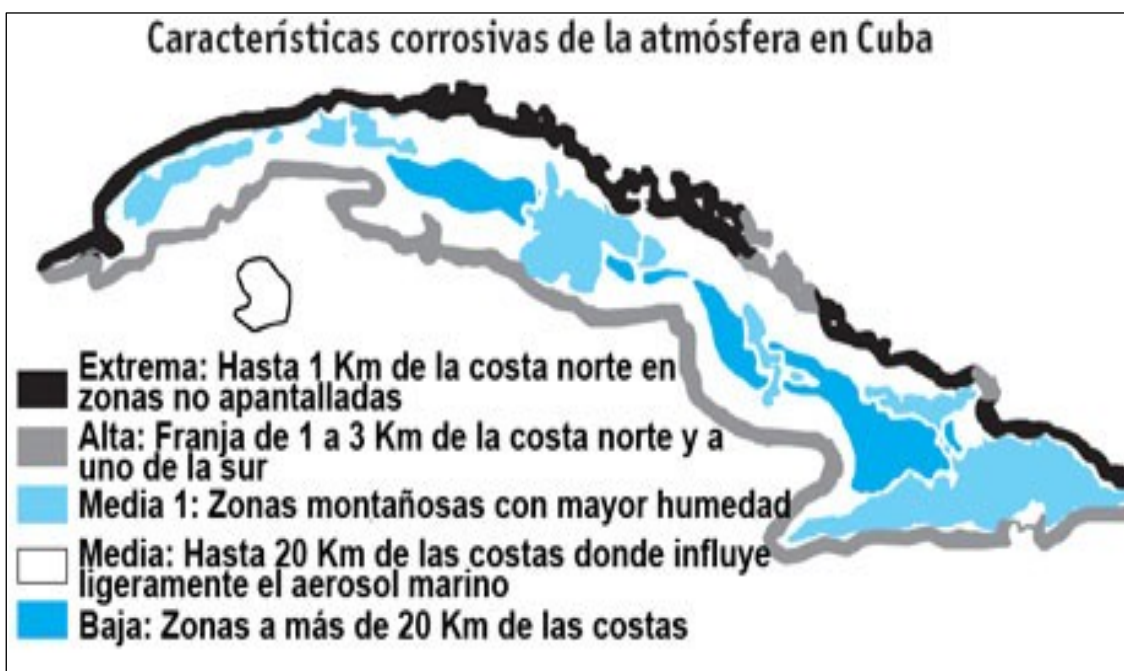 Características corrosivas de la atmósfera en Cuba
Extrema: Hasta 1 Km de la costa norte en
zonas no apantalladas
Alta: Franja de 1 a 3 Km de la costa norte y a
uno de la sur
Media 1: Zonas montañosas con mayor humedad
Media: Hasta 20 Km de las costas donde influye
ligeramente el aerosol marino
Baja: Zonas a más de 20 Km de las costas